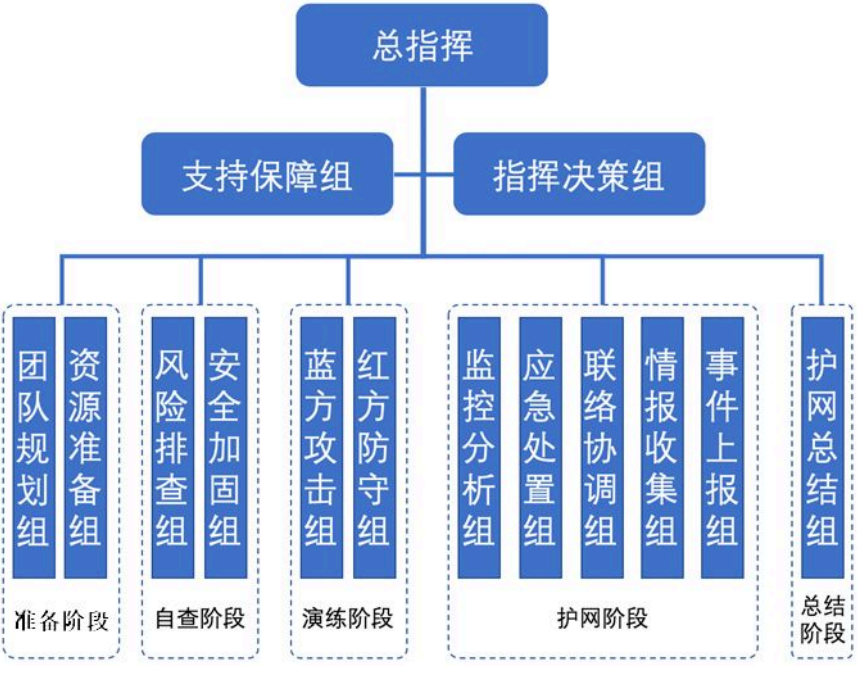 总指挥
支持保障组
指挥决策组
团队规划组
资源准备组
准备阶段
风险排查组
安全加固组
自查阶段
蓝方攻击组
红方防守组
演练阶段
监控分析组
应急处置组
联络协调组
情报收集组
事件上报组
护网阶段
护网总结组
总结
阶段